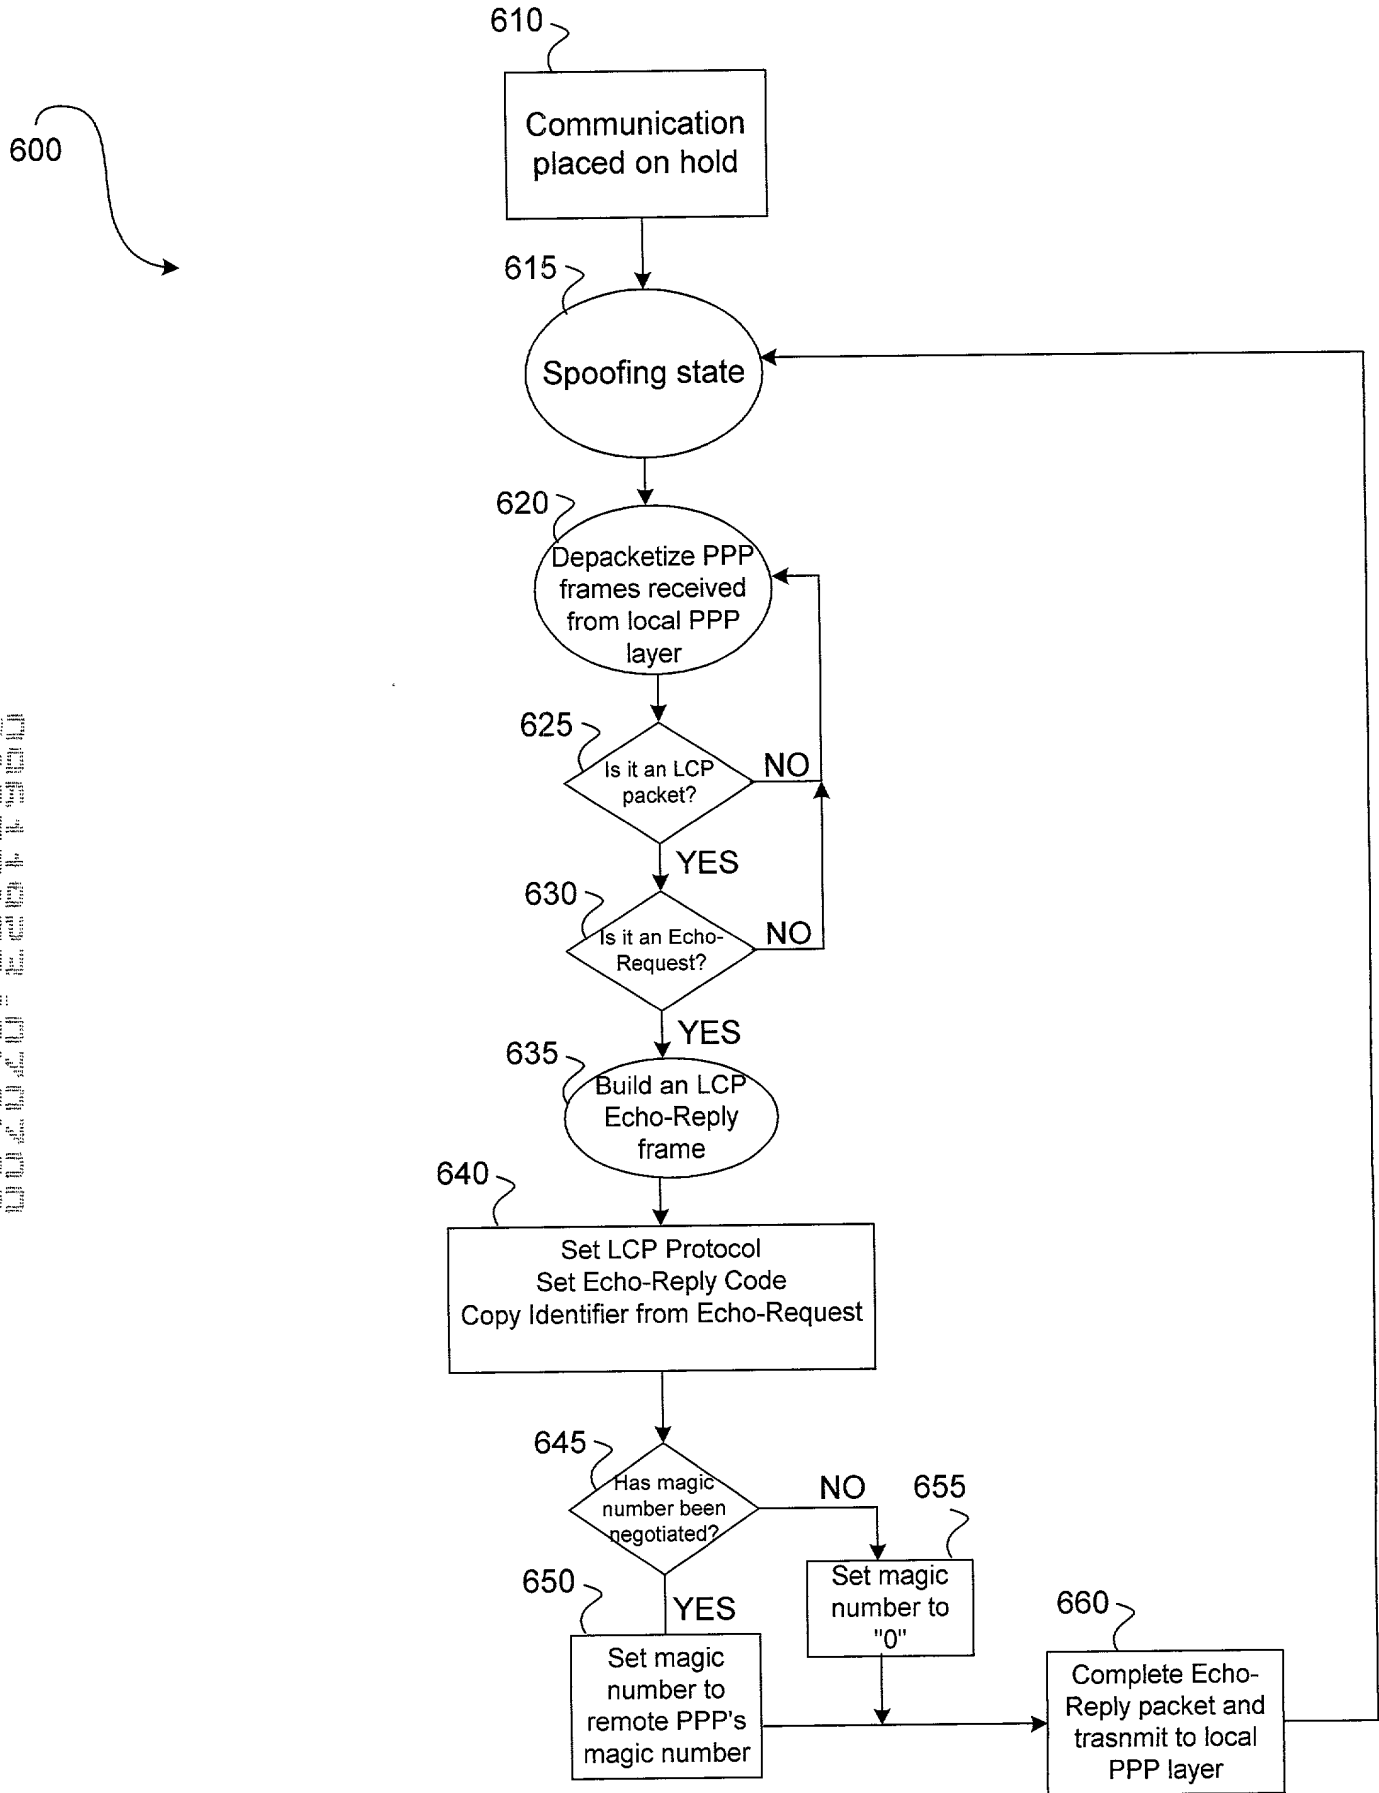 610
600
Communication
placed on hold
615
Spoofing state
620
Depacketize PPP
frames received
from local PPP
layer
625
Is it an LCP
packet?
NO
YES
630
Is it an Echo-
Request?
NO
YES
635
Build an LCP
Echo-Reply
frame
640
Set LCP Protocol
Set Echo-Reply Code
Copy Identifier from Echo-Request
645
Has magic
number been
negotiated?
NO
655
650
YES
Set magic
number to
"0"
660
Set magic
number to
remote PPP's
magic number
Complete Echo-
Reply packet and
trasnmit to local
PPP layer